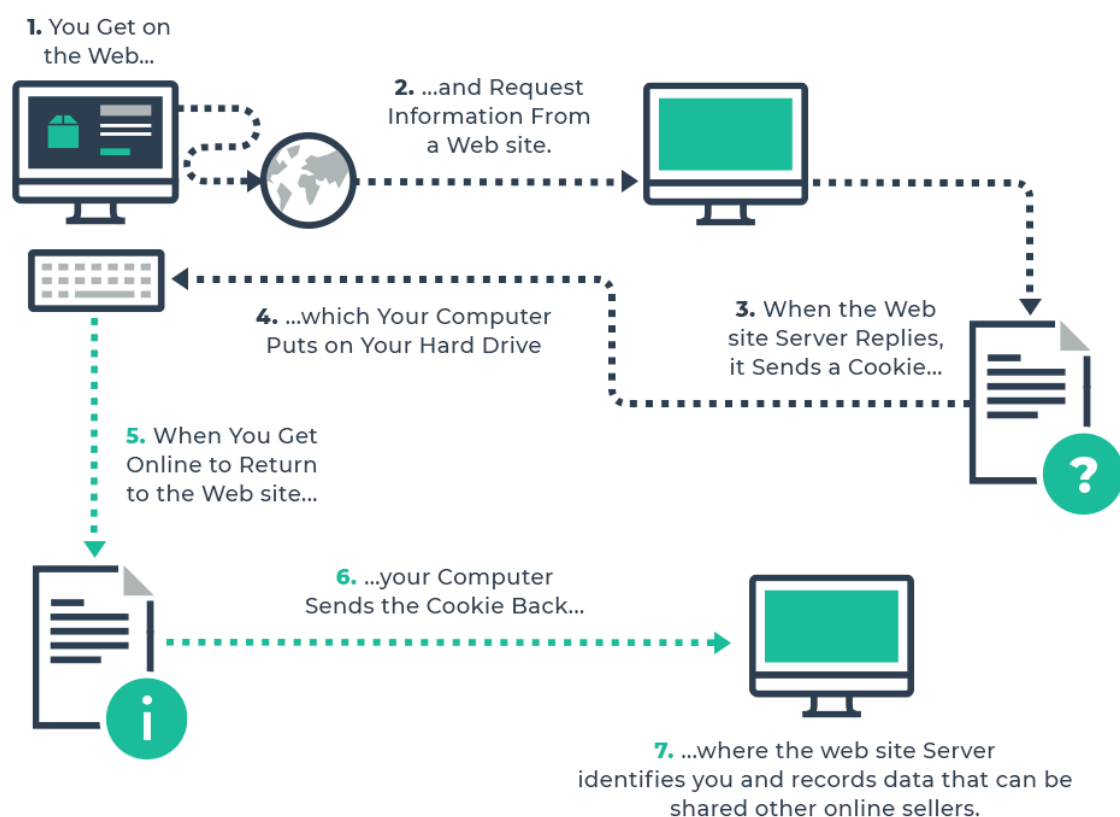 1. You Get on
the Web...
2. ...and Request
Information From
a Web site.
3. When the Web
site Server Replies,
it Sends a Cookie...
4. ...which Your Computer
Puts on Your Hard Drive
5. When You Get
Online to Return
to the Web site...
6. ...your Computer
Sends the Cookie Back...
7. ...where the web site Server
identifies you and records data that can be
shared other online sellers.
?
i